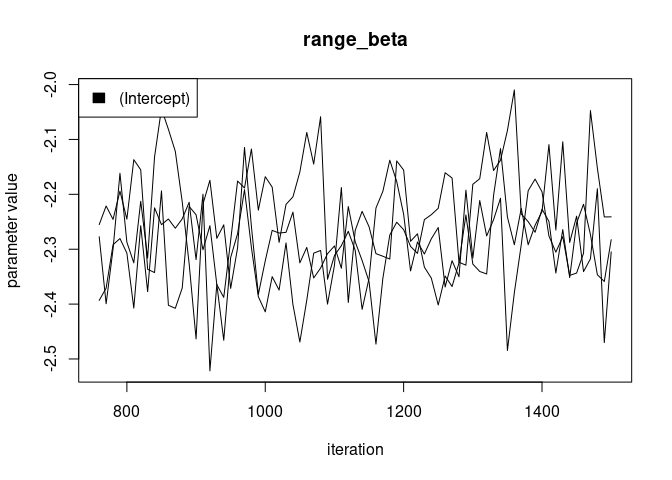 range_beta
(Intercept)
parameter value
-2.0
-2.1
-2.2
-2.3
-2.4
-2.5
800 1000 1200 1400
iteration